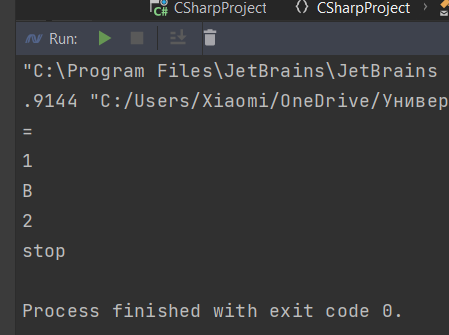 CSharpProject CSharpProject
Run:
"C:\Program Files\JetBrains\JetBrains
.9144 "C:/Users/Xiaomi/OneDrive/Универ
=
1
B
2
stop
Process finished with exit code 0.